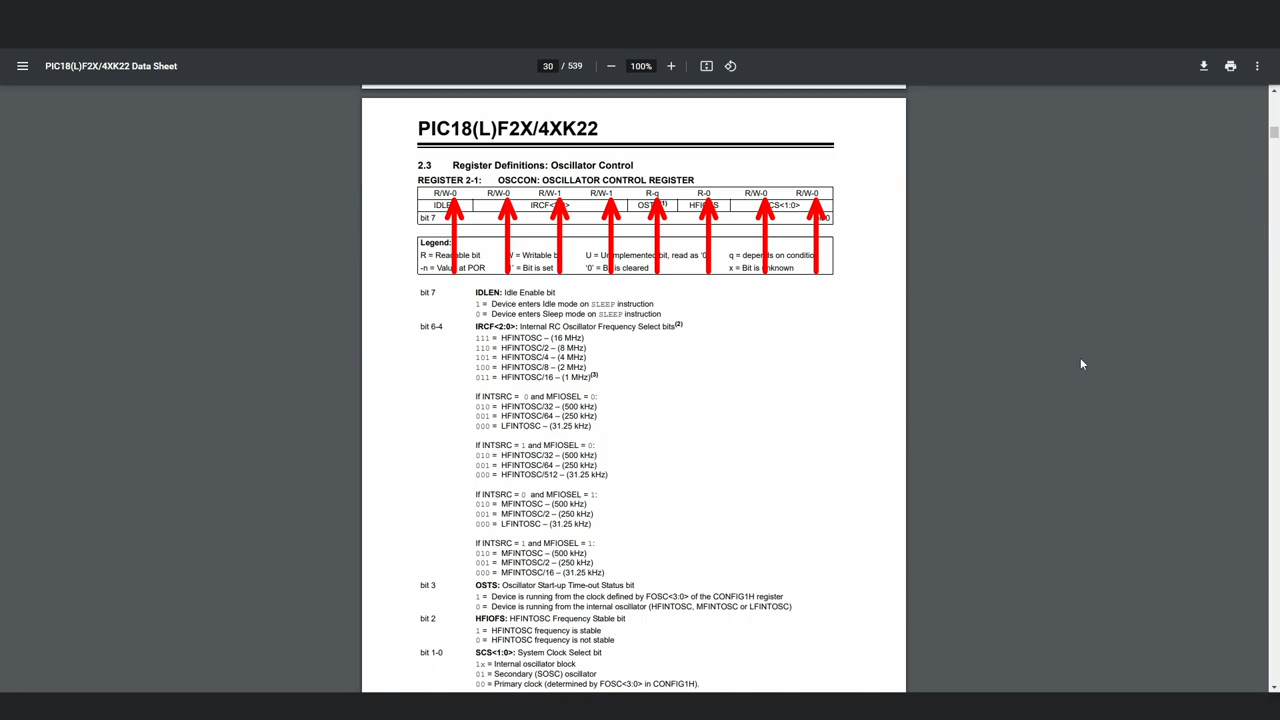 PIC18(L)F2X/4XK22 Data Sheet
30 / 539
100%
PIC18(L)F2X/4XK22
2.3 Register Definitions: Oscillator Control
REGISTER 2-1: OSCCON: OSCILLATOR CONTROL REGISTER
R/W-0 R/W-0 R/W-1 R/W-1 R-q R-0 R/W-0 R/W-0
bit 7
Legend:
R = Readable bit W = Writable bit U = Unimplemented bit, read as '0' q = depends on condition
-n = Value at POR '1' = Bit is set '0' = Bit is cleared x = Bit is unknown
bit 7 IDLEN: Idle Enable bit
1 = Device enters Idle mode on SLEEP instruction
0 = Device enters Sleep mode on SLEEP instruction
bit 6-4 IRCF<2:0>: Internal RC Oscillator Frequency Select bits(2)
111 = HFINTOSC – (16 MHz)
110 = HFINTOSC/2 – (8 MHz)
101 = HFINTOSC/4 – (4 MHz)
100 = HFINTOSC/8 – (2 MHz)
011 = HFINTOSC/16 – (1 MHz)(3)
If INTSRC = 0 and MFIOSEL = 0:
010 = HFINTOSC/32 – (500 kHz)
001 = HFINTOSC/64 – (250 kHz)
000 = LFINTOSC – (31.25 kHz)
If INTSRC = 1 and MFIOSEL = 0:
010 = HFINTOSC/32 – (500 kHz)
001 = HFINTOSC/64 – (250 kHz)
000 = HFINTOSC/512 – (31.25 kHz)
If INTSRC = 0 and MFIOSEL = 1:
010 = MFINTOSC – (500 kHz)
001 = MFINTOSC/2 – (250 kHz)
000 = LFINTOSC – (31.25 kHz)
If INTSRC = 1 and MFIOSEL = 1:
010 = MFINTOSC – (500 kHz)
001 = MFINTOSC/2 – (250 kHz)
000 = MFINTOSC/16 – (31.25 kHz)
bit 3 OSTS: Oscillator Start-up Time-out Status bit
1 = Device is running from the clock defined by FOSC<3:0> of the CONFIG1H register
0 = Device is running from the internal oscillator (HFINTOSC, MFINTOSC or LFINTOSC)
bit 2 HFIOFS: HFINTOSC Frequency Stable bit
1 = HFINTOSC frequency is stable
0 = HFINTOSC frequency is not stable
bit 1-0 SCS<1:0>: System Clock Select bit
1x = Internal oscillator block
01 = Secondary (SOSC) oscillator
00 = Primary clock (determined by FOSC<3:0> in CONFIG1H).